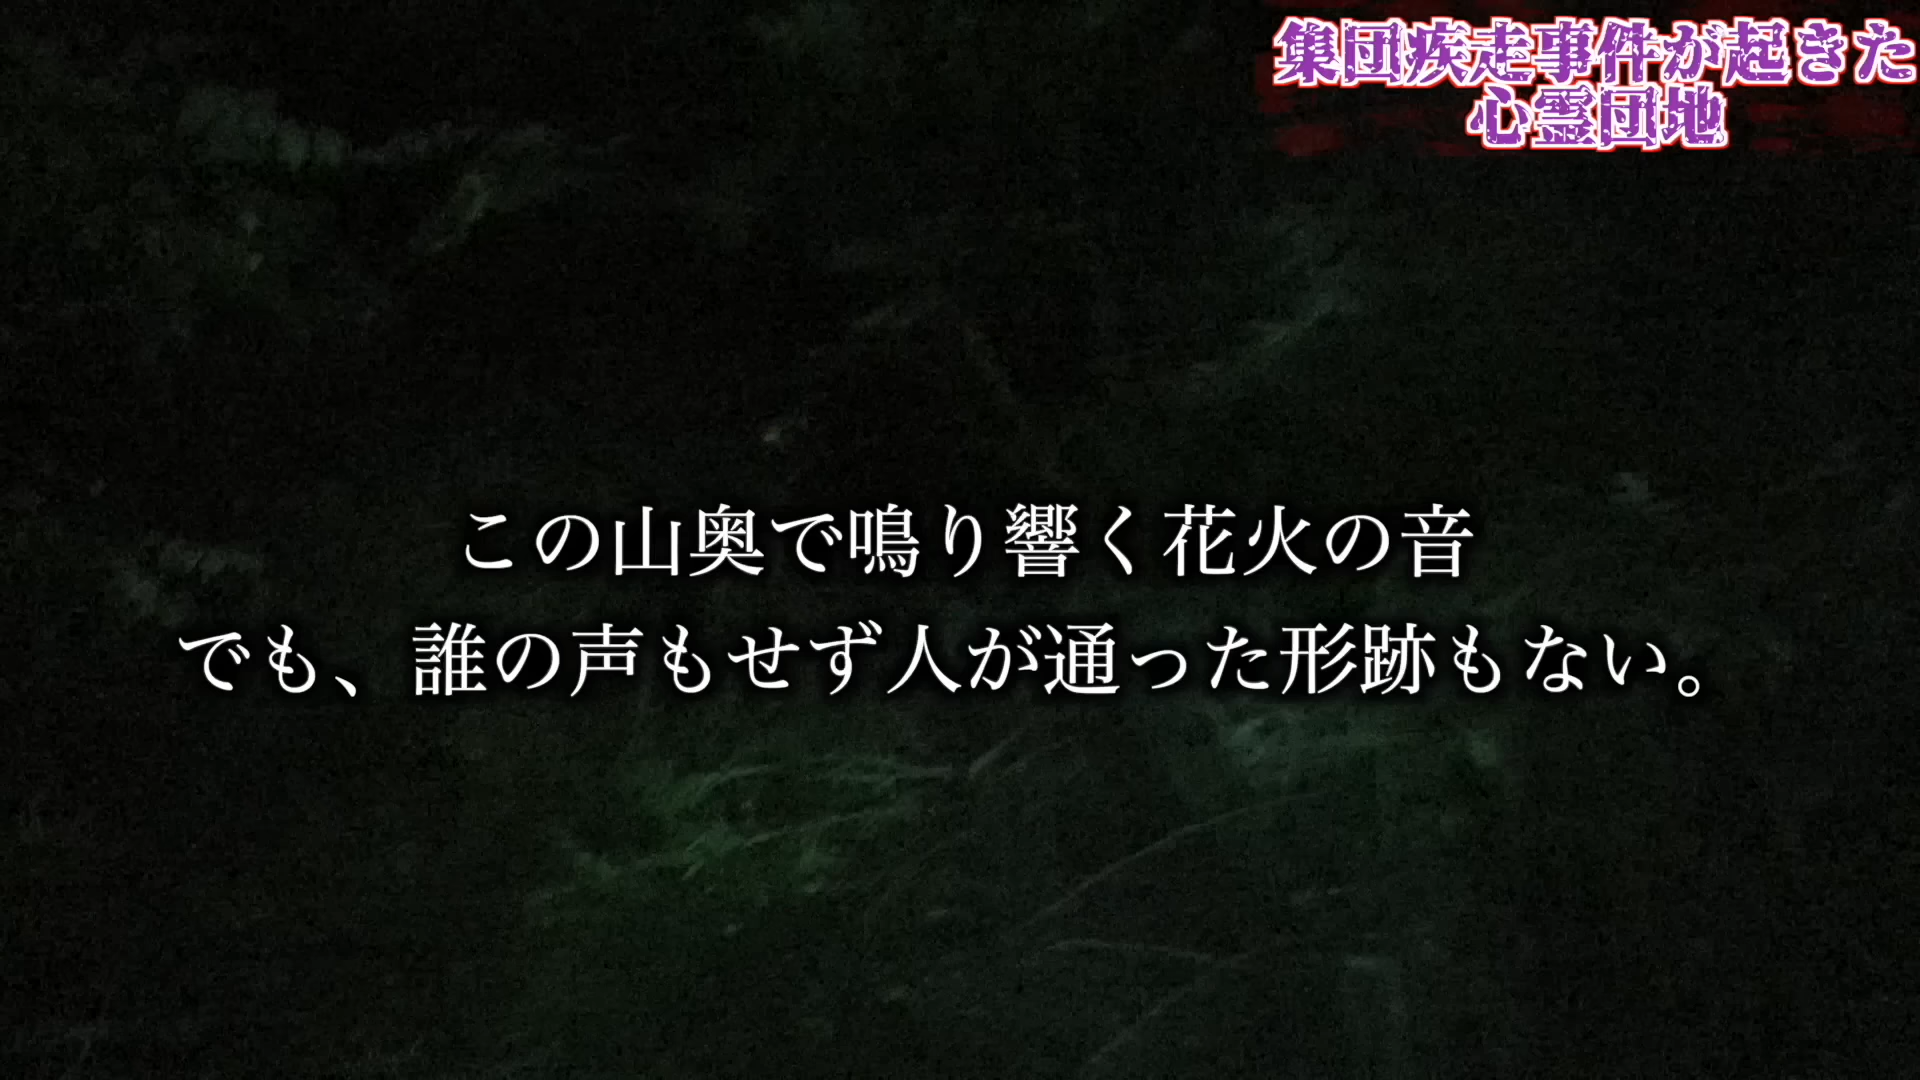 集団疾走事件が起きた
心霊団地
この山奥で鳴り響く花火の音
でも、誰の声もせず人が通った形跡もない。